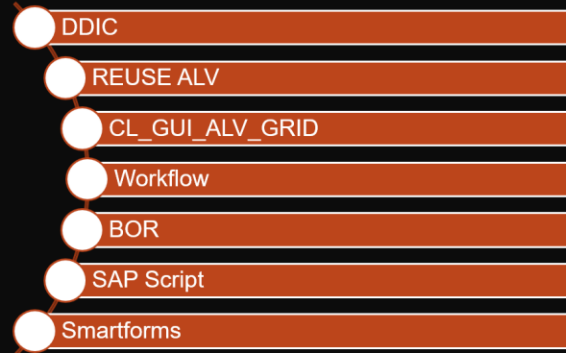 DDIC
REUSE ALV
CL_GUI_ALV_GRID
Workflow
BOR
SAP Script
Smartforms